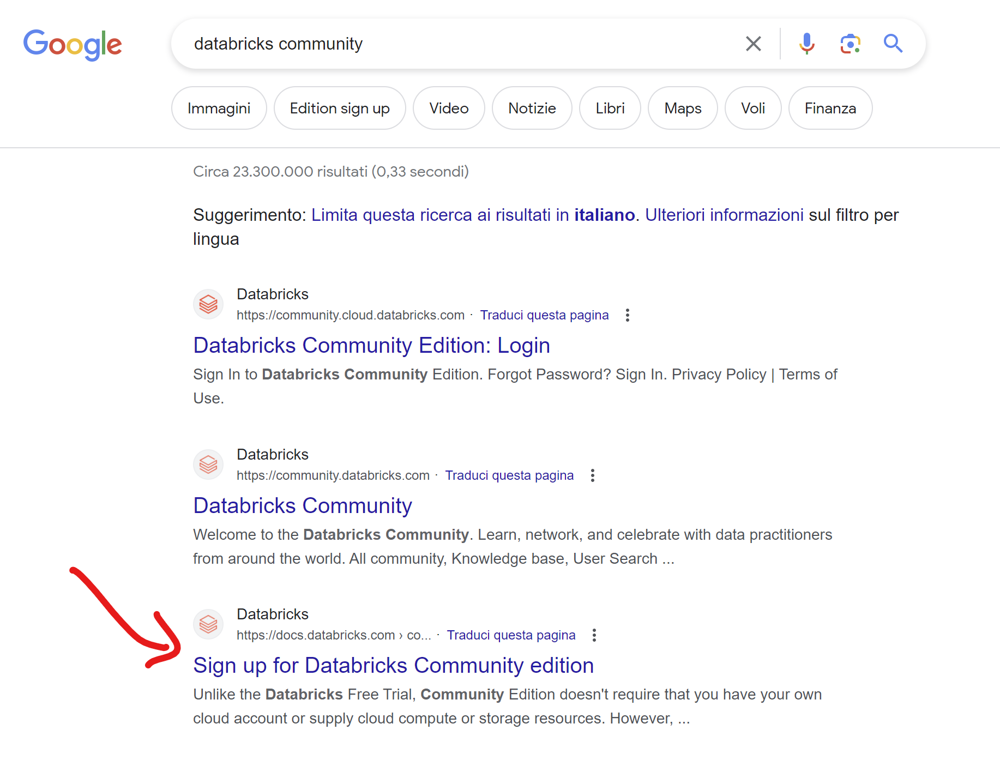 Google
databricks community
Immagini
Edition sign up
Video
Notizie
Libri
Maps
Voli
Finanza
Circa 23.300.000 risultati (0,33 secondi)
Suggerimento: Limita questa ricerca ai risultati in italiano. Ulteriori informazioni sul filtro per
lingua
Databricks
https://community.cloud.databricks.com · Traduci questa pagina
Databricks Community Edition: Login
Sign In to Databricks Community Edition. Forgot Password? Sign In. Privacy Policy | Terms of
Use.
Databricks
https://community.databricks.com · Traduci questa pagina
Databricks Community
Welcome to the Databricks Community. Learn, network, and celebrate with data practitioners
from around the world. All community, Knowledge base, User Search ...
Databricks
https://docs.databricks.com › co... · Traduci questa pagina
Sign up for Databricks Community edition
Unlike the Databricks Free Trial, Community Edition doesn't require that you have your own
cloud account or supply cloud compute or storage resources. However, ...